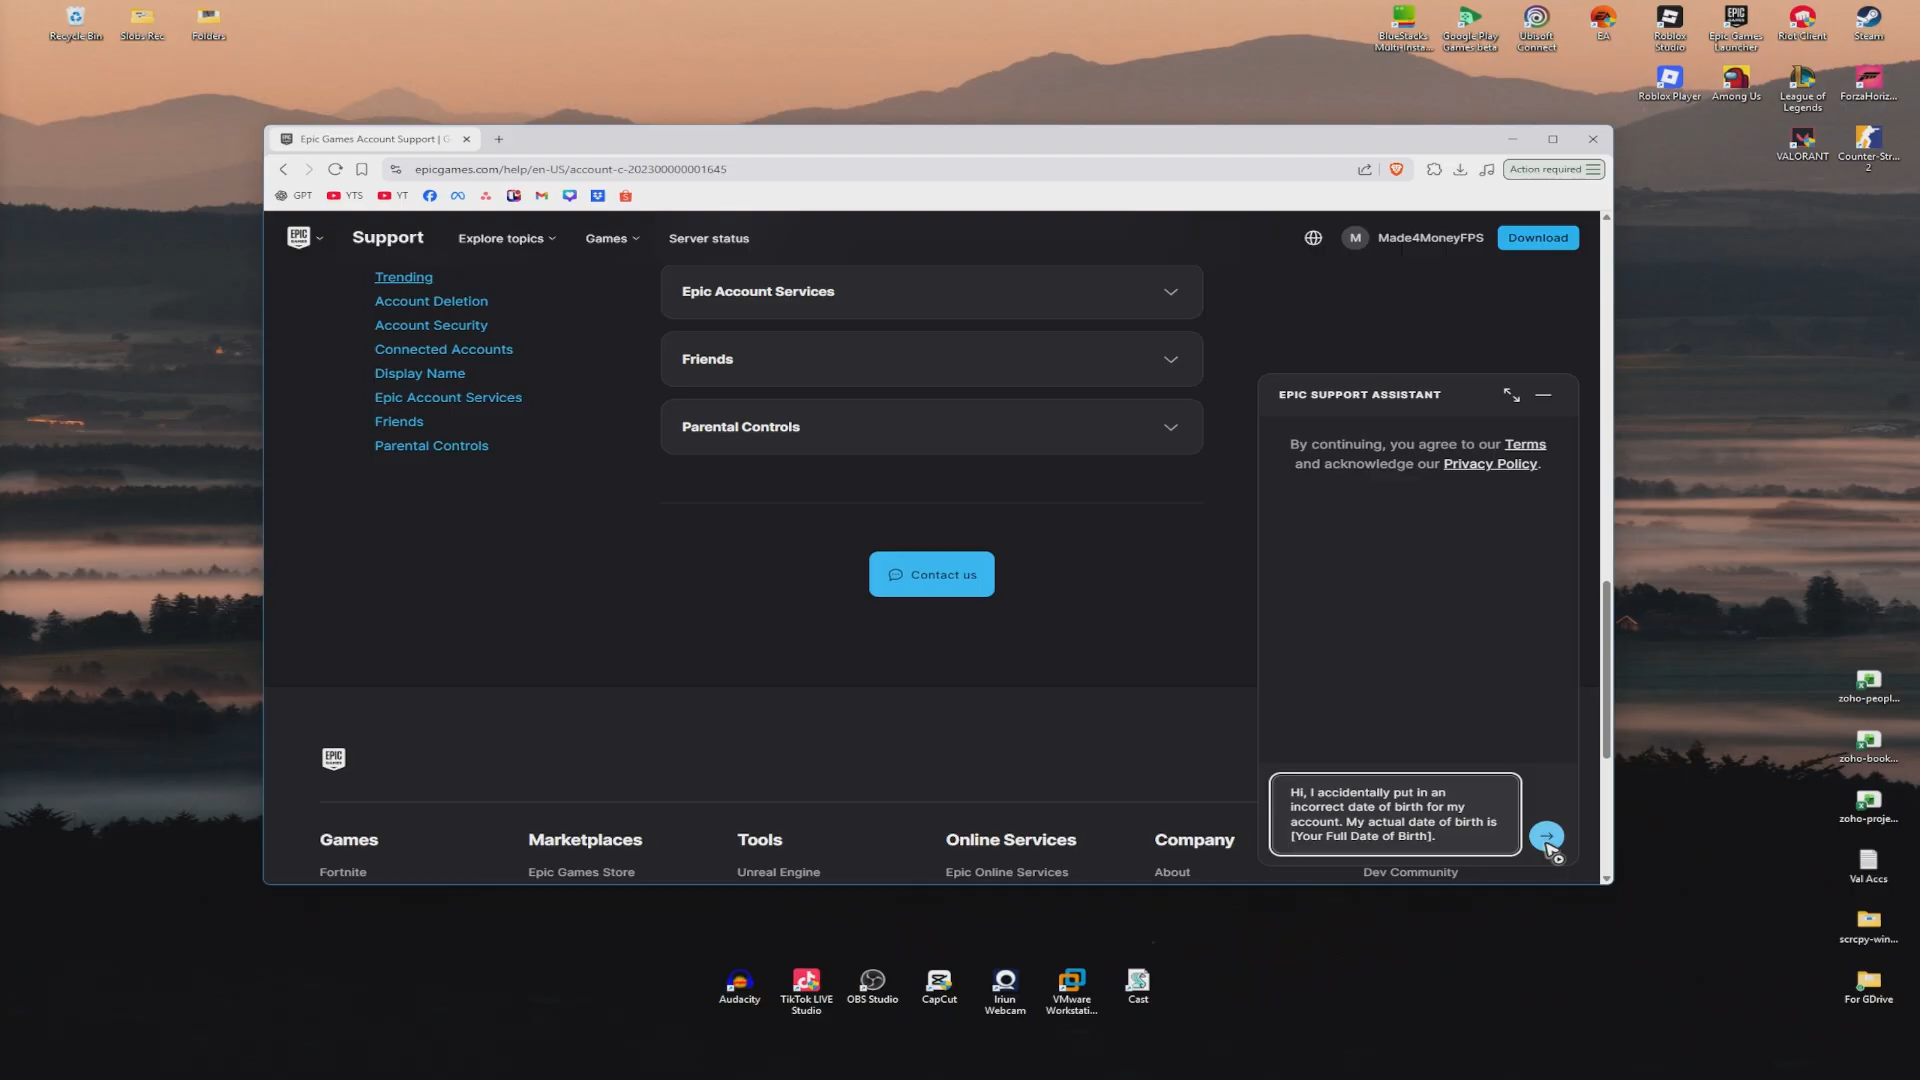 Recycle Bin
Slobs Rec
Folders
BlueStacks Multi-Insta...
Google Play Games beta
Ubisoft Connect
EA
Roblox Studio
Epic Games Launcher
Riot Client
Steam
Roblox Player
Among Us
League of Legends
ForzaHoriz...
VALORANT
Counter-Str... 2
Epic Games Account Support | G
epicgames.com/help/en-US/account-c-202300000001645
Action required
GPT
YTS
YT
EPIC GAMES
Support
Explore topics
Games
Server status
M
Made4MoneyFPS
Download
Trending
Account Deletion
Account Security
Connected Accounts
Display Name
Epic Account Services
Friends
Parental Controls
Epic Account Services
Friends
Parental Controls
Contact us
EPIC SUPPORT ASSISTANT
By continuing, you agree to our Terms
and acknowledge our Privacy Policy.
Hi, I accidentally put in an
incorrect date of birth for my
account. My actual date of birth is
[Your Full Date of Birth].
EPIC GAMES
Games
Marketplaces
Tools
Online Services
Company
Fortnite
Epic Games Store
Unreal Engine
Epic Online Services
About
Dev Community
zoho-peopl...
zoho-book...
zoho-proje...
Val Accs
scrcpy-win...
For GDrive
Audacity
TikTok LIVE Studio
OBS Studio
CapCut
Iriun Webcam
VMware Workstati...
Cast